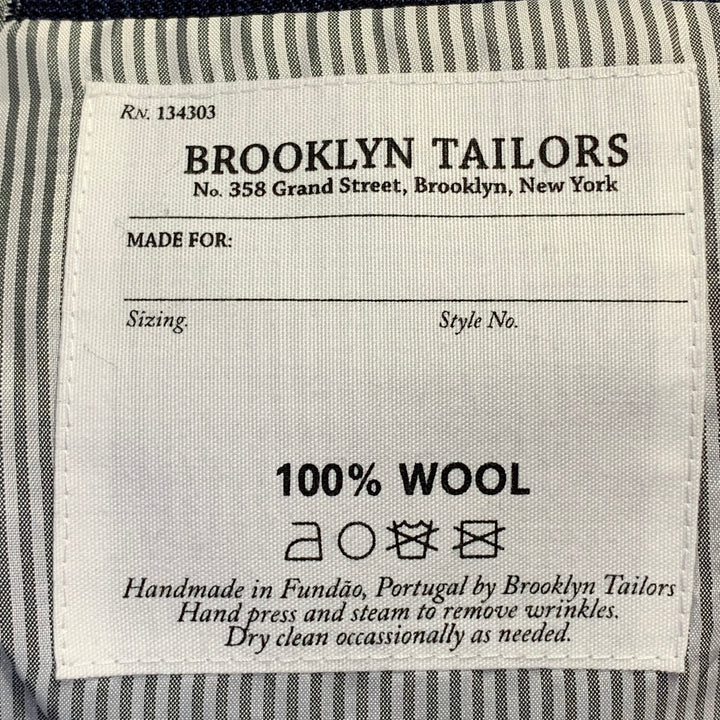 RN. 134303
BROOKLYN TAILORS
No. 358 Grand Street, Brooklyn, New York
MADE FOR:
Sizing. Style No.
100% WOOL
Handmade in Fundão, Portugal by Brooklyn Tailors
Hand press and steam to remove wrinkles.
Dry clean occassionally as needed.